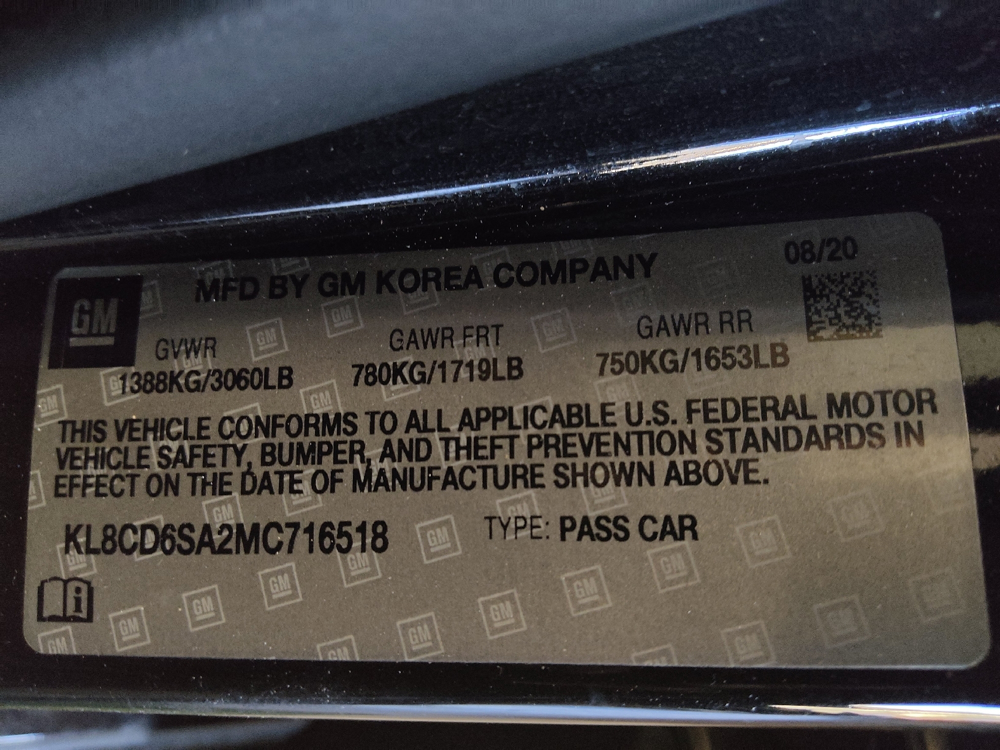 GM
MFD BY GM KOREA COMPANY
08/20
GVWR GAWR FRT GAWR RR
1388KG/3060LB 780KG/1719LB 750KG/1653LB
THIS VEHICLE CONFORMS TO ALL APPLICABLE U.S. FEDERAL MOTOR
VEHICLE SAFETY, BUMPER, AND THEFT PREVENTION STANDARDS IN
EFFECT ON THE DATE OF MANUFACTURE SHOWN ABOVE.
KL8CD6SA2MC716518 TYPE: PASS CAR